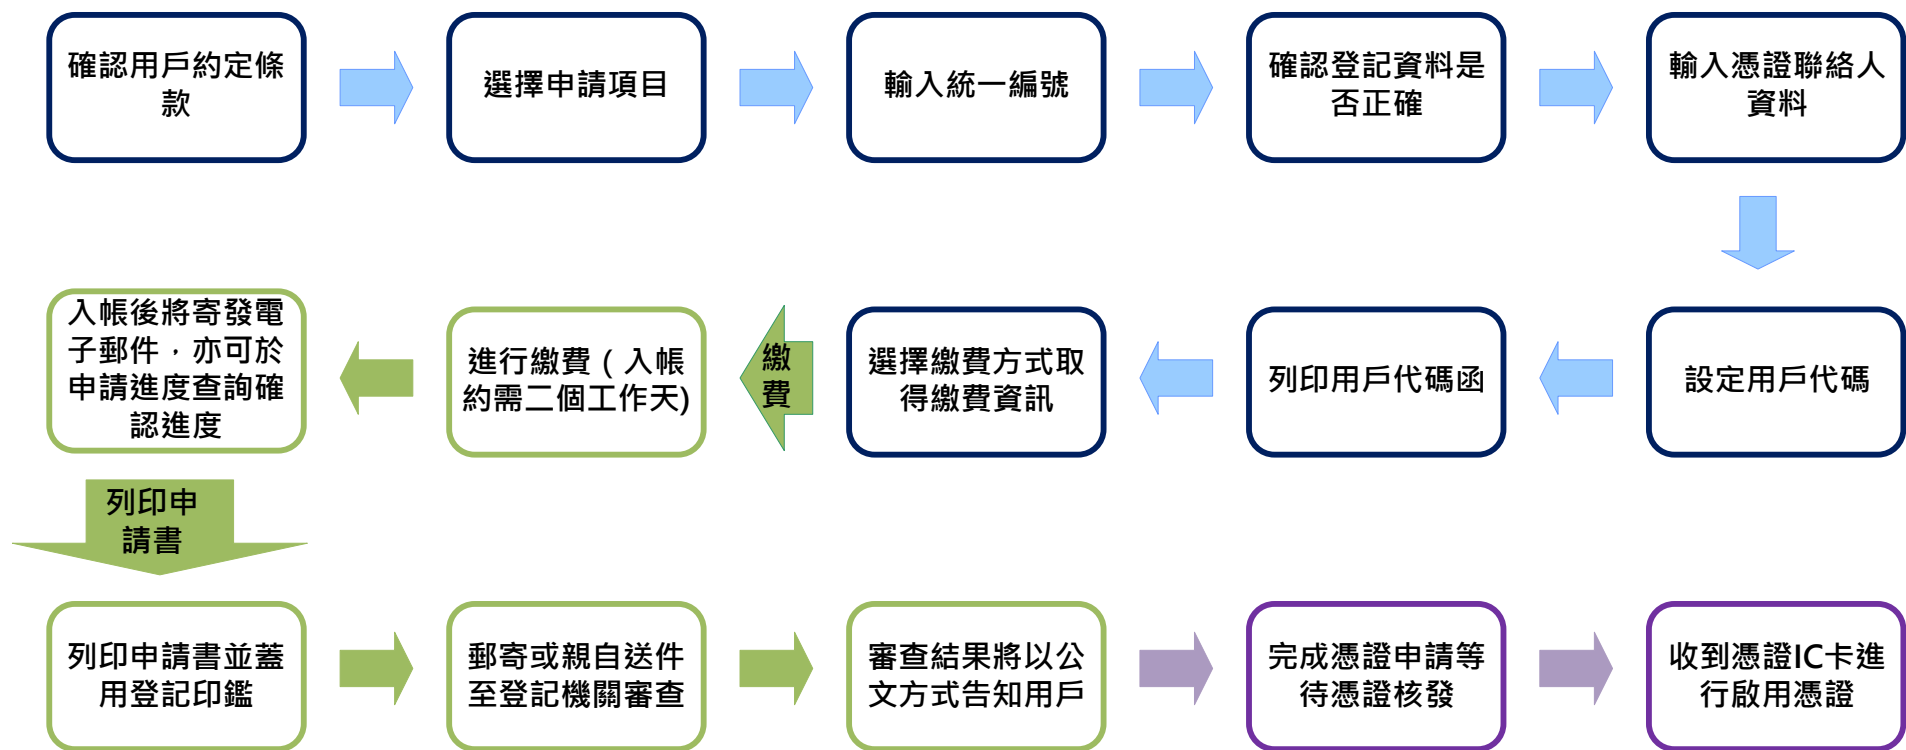 確認用戶約定條
款
選擇申請項目
輸入統一編號
確認登記資料是
否正確
輸入憑證聯絡人
資料
設定用戶代碼
列印用戶代碼函
選擇繳費方式取
得繳費資訊
繳
費
進行繳費（入帳
約需二個工作天)
入帳後將寄發電
子郵件，亦可於
申請進度查詢確
認進度
列印申
請書
列印申請書並蓋
用登記印鑑
郵寄或親自送件
至登記機關審查
審查結果將以公
文方式告知用戶
完成憑證申請等
待憑證核發
收到憑證IC卡進
行啟用憑證